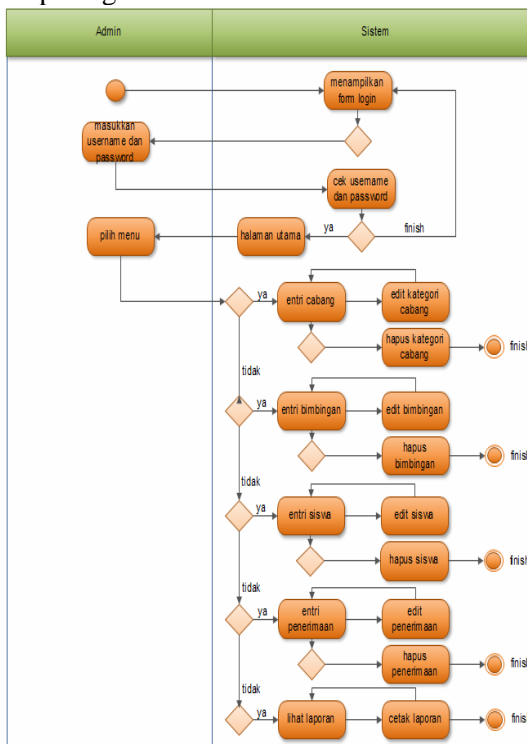 Admin
Sistem
menampilkan
form login
masukkan
username dan
password
cek username
dan password
pilih menu
halaman utama
ya
finish
ya
entri cabang
edit kategori
cabang
hapus kategori
cabang
finish
tidak
ya
entri bimbingan
edit bimbingan
hapus
bimbingan
finish
tidak
ya
entri siswa
edit siswa
hapus siswa
finish
tidak
ya
entri
penerimaan
edit
penerimaan
hapus
penerimaan
finish
tidak
ya
lihat laporan
cetak laporan
finish